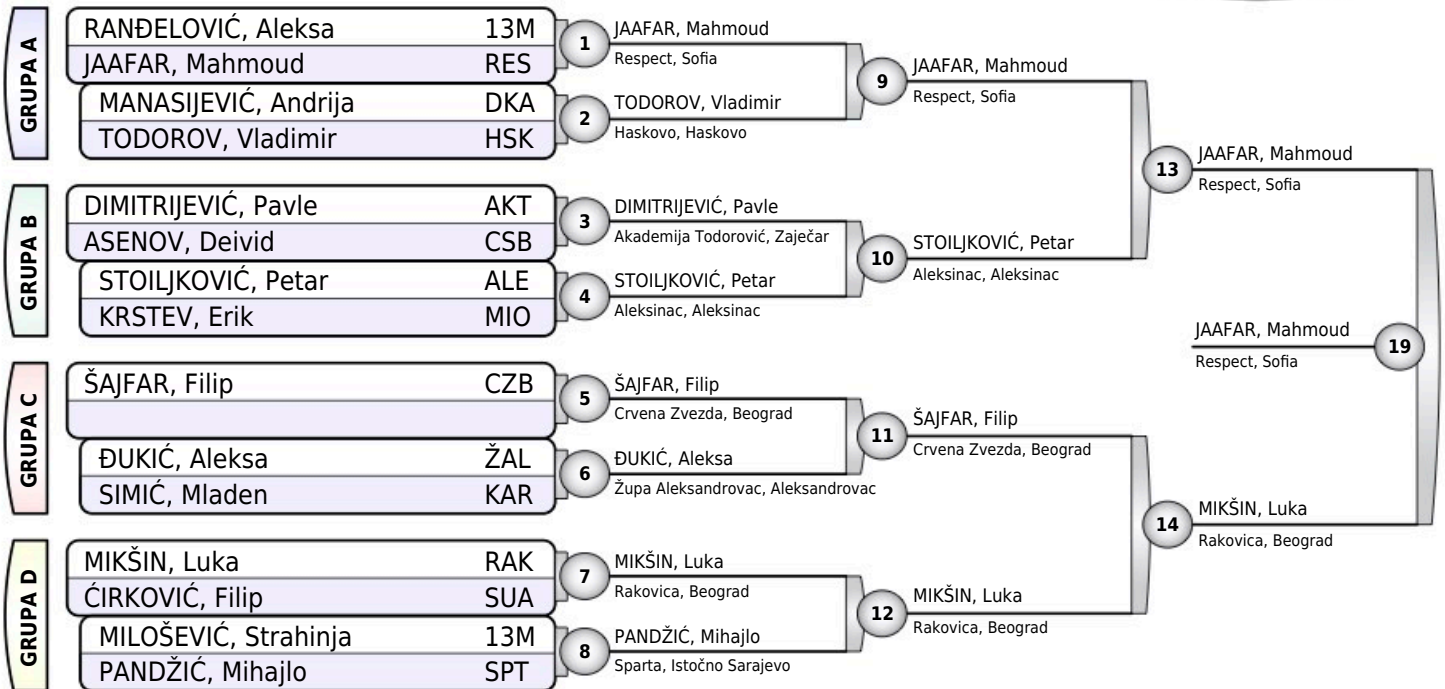 GRUPA A
RANĐELOVIĆ, Aleksa 13M
JAAFAR, Mahmoud RES
MANASIJEVIĆ, Andrija DKA
TODOROV, Vladimir HSK
GRUPA B
DIMITRIJEVIĆ, Pavle AKT
ASENOV, Deivid CSB
STOILJKOVIĆ, Petar ALE
KRSTEV, Erik MIO
GRUPA C
ŠAJFAR, Filip CZB
ĐUKIĆ, Aleksa ŽAL
SIMIĆ, Mladen KAR
GRUPA D
MIKŠIN, Luka RAK
ĆIRKOVIĆ, Filip SUA
MILOŠEVIĆ, Strahinja 13M
PANDŽIĆ, Mihajlo SPT
1
JAAFAR, Mahmoud
Respect, Sofia
2
TODOROV, Vladimir
Haskovo, Haskovo
3
DIMITRIJEVIĆ, Pavle
Akademija Todorović, Zaječar
4
STOILJKOVIĆ, Petar
Aleksinac, Aleksinac
5
ŠAJFAR, Filip
Crvena Zvezda, Beograd
6
ĐUKIĆ, Aleksa
Župa Aleksandrovac, Aleksandrovac
7
MIKŠIN, Luka
Rakovica, Beograd
8
PANDŽIĆ, Mihajlo
Sparta, Istočno Sarajevo
9
JAAFAR, Mahmoud
Respect, Sofia
10
STOILJKOVIĆ, Petar
Aleksinac, Aleksinac
11
ŠAJFAR, Filip
Crvena Zvezda, Beograd
12
MIKŠIN, Luka
Rakovica, Beograd
13
JAAFAR, Mahmoud
Respect, Sofia
14
MIKŠIN, Luka
Rakovica, Beograd
JAAFAR, Mahmoud
Respect, Sofia
19